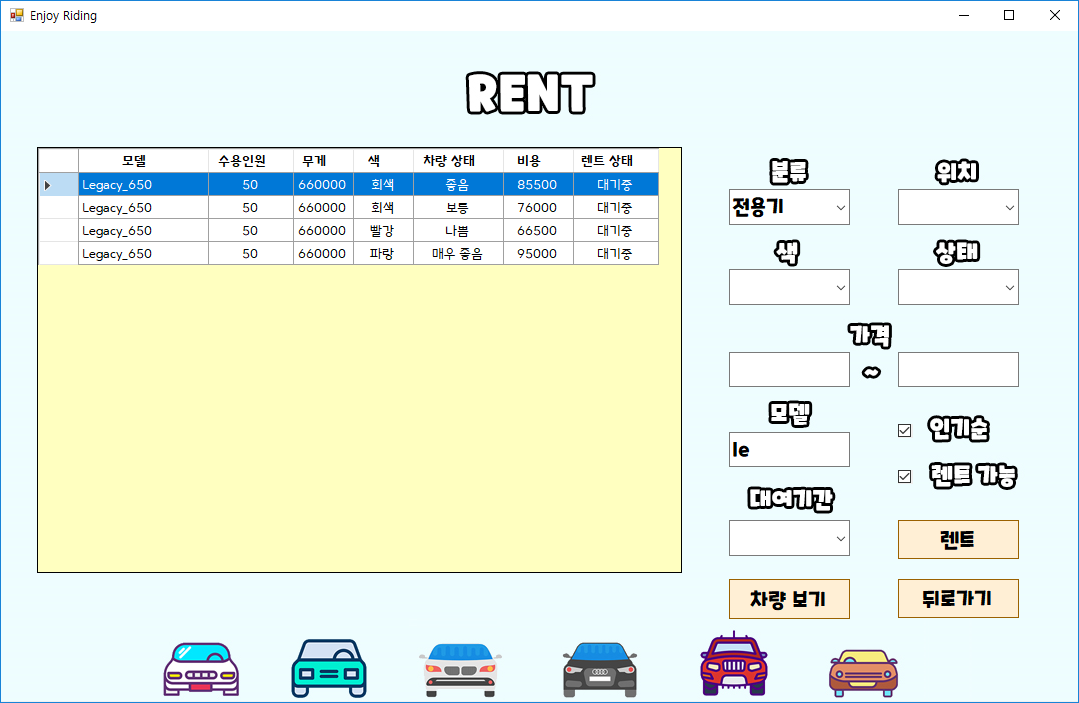 Enjoy Riding
RENT
모델 수용인원 무게 색 차량 상태 비용 렌트 상태
Legacy_650 50 660000 회색 좋음 85500 대기중
Legacy_650 50 660000 회색 보통 76000 대기중
Legacy_650 50 660000 빨강 나쁨 66500 대기중
Legacy_650 50 660000 파랑 매우 좋음 95000 대기중
분류 위치
전용기
색 상태
가격
~
모델
le
인기순
렌트 가능
대여기간
렌트
차량 보기 뒤로가기